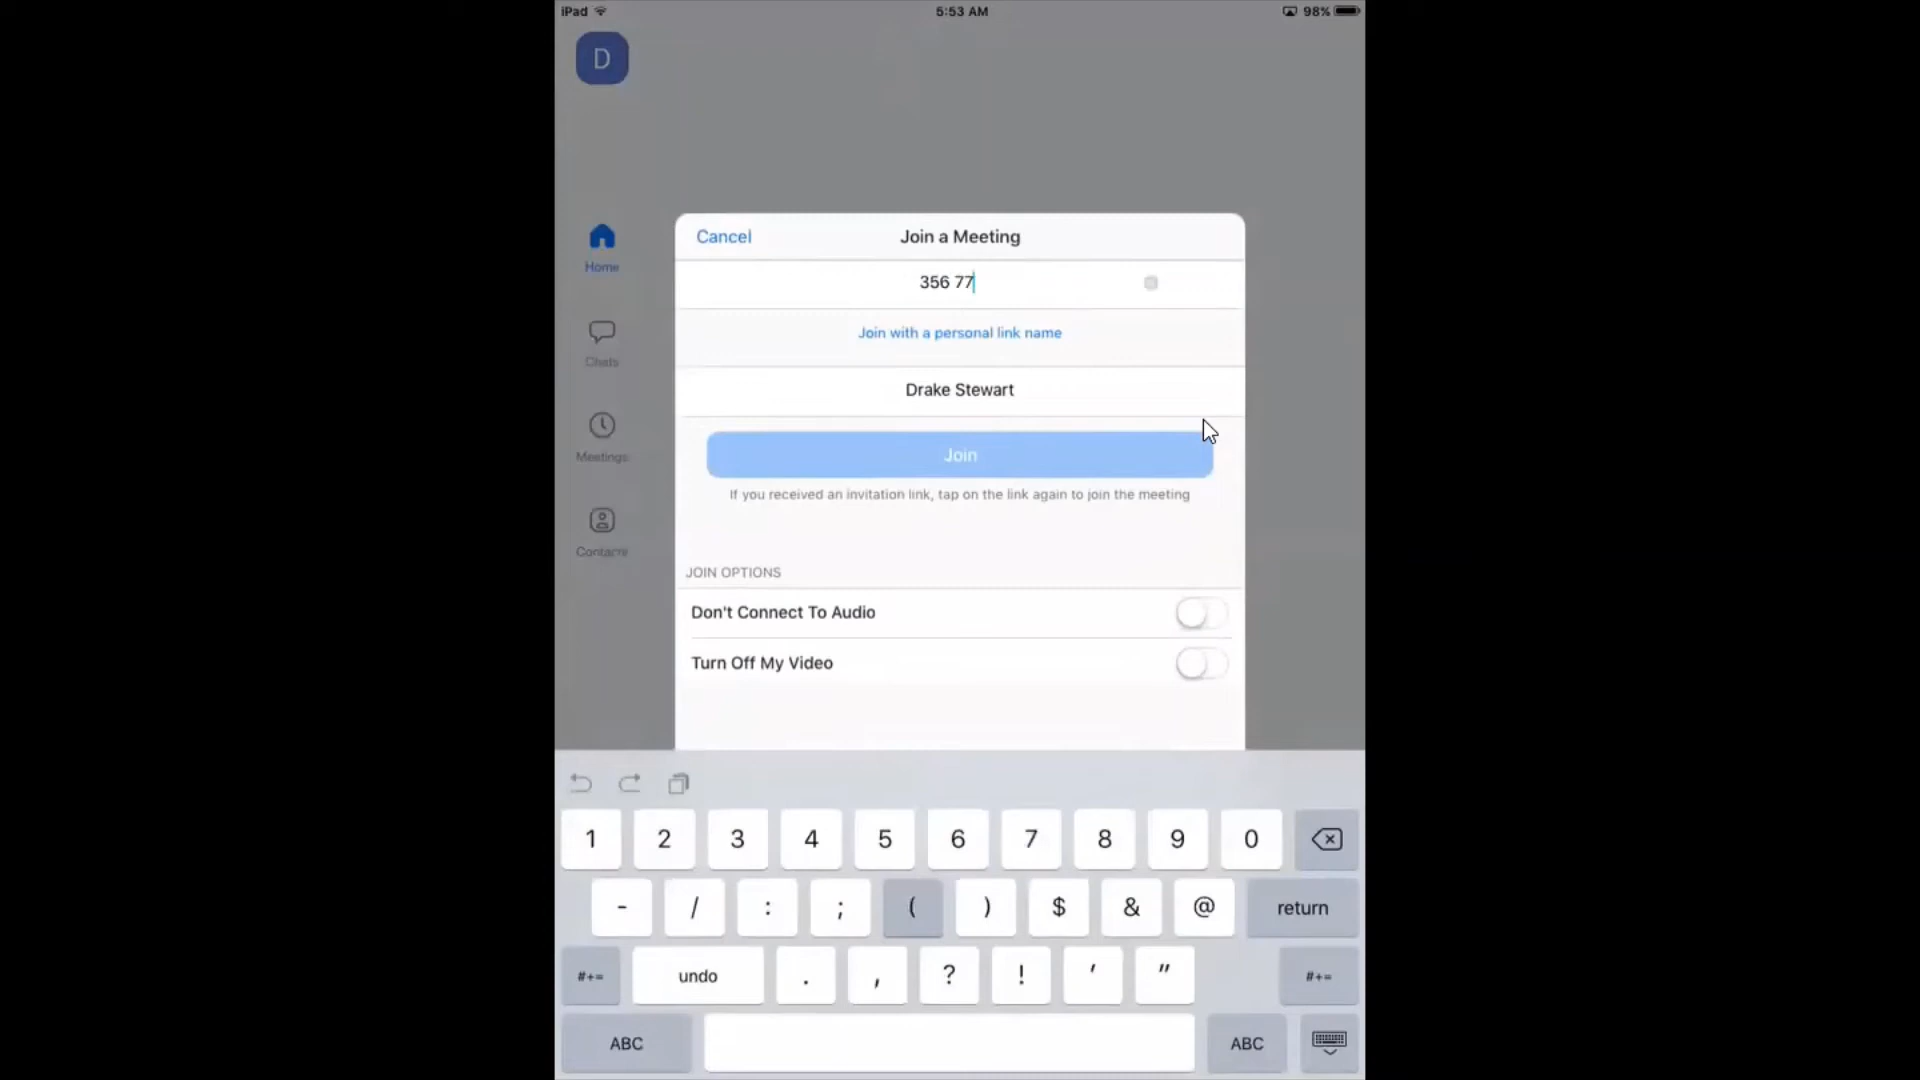 iPad
5:53 AM
98%
D
Cancel
Join a Meeting
356 77
Home
Join with a personal link name
Chats
Drake Stewart
Meetings
Join
If you received an invitation link, tap on the link again to join the meeting
Contacts
JOIN OPTIONS
Don't Connect To Audio
Turn Off My Video
1 2 3 4 5 6 7 8 9 0
- / : ; ( ) $ & @ return
#+= undo . , ? ! ' " #+=
ABC ABC